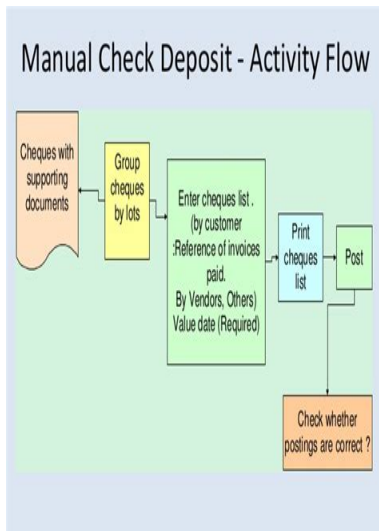 Manual Check Deposit - Activity Flow
Cheques with
supporting
documents
Group
cheques
by lots
Enter cheques list .
(by customer
:Reference of invoices
paid.
By Vendors, Others)
Value date (Required)
Print
cheques
list
Post
Check whether
postings are correct ?